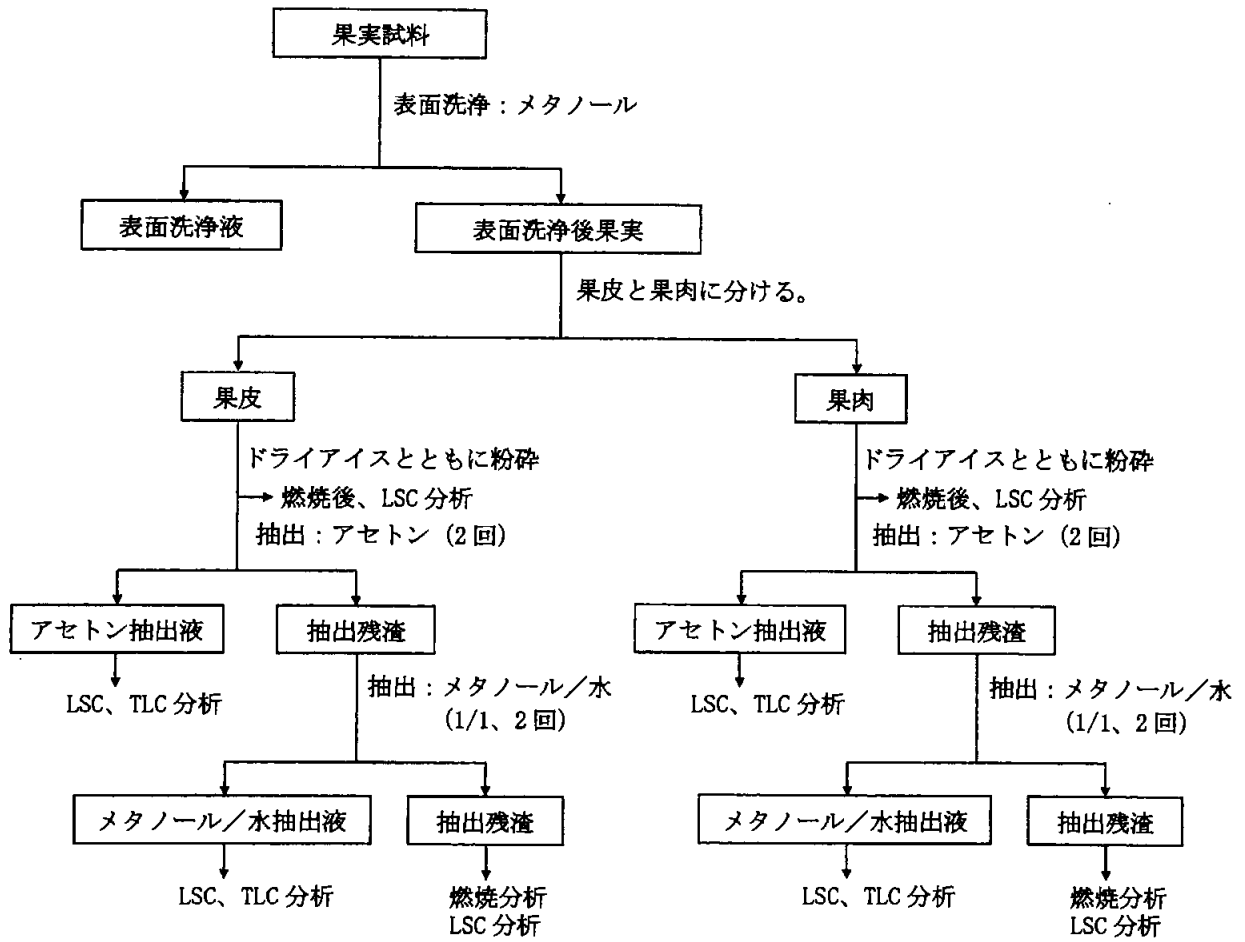 果実試料
表面洗浄：メタノール
表面洗浄液
表面洗浄後果実
果皮と果肉に分ける。
果皮
果肉
ドライアイスとともに粉砕
燃焼後、LSC 分析
抽出：アセトン（2回）
ドライアイスとともに粉砕
燃焼後、LSC 分析
抽出：アセトン（2回）
アセトン抽出液
抽出残渣
アセトン抽出液
抽出残渣
LSC、TLC 分析
抽出：メタノール／水
(1/1、2回)
LSC、TLC 分析
抽出：メタノール／水
(1/1、2回)
メタノール／水抽出液
抽出残渣
メタノール／水抽出液
抽出残渣
LSC、TLC 分析
燃焼分析
LSC 分析
LSC、TLC 分析
燃焼分析
LSC 分析